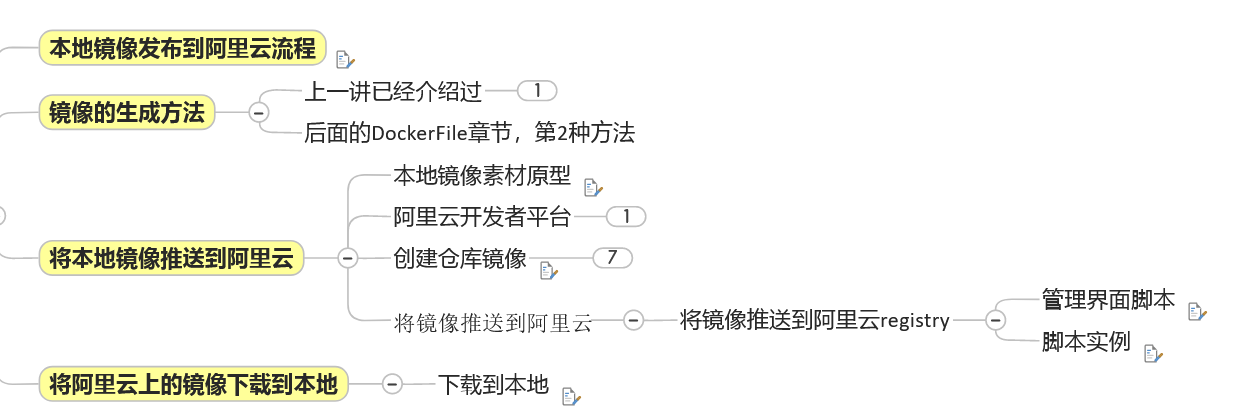 本地镜像发布到阿里云流程
镜像的生成方法
上一讲已经介绍过
1
后面的DockerFile章节，第2种方法
将本地镜像推送到阿里云
本地镜像素材原型
阿里云开发者平台
1
创建仓库镜像
7
将镜像推送到阿里云
将镜像推送到阿里云registry
管理界面脚本
脚本实例
将阿里云上的镜像下载到本地
下载到本地